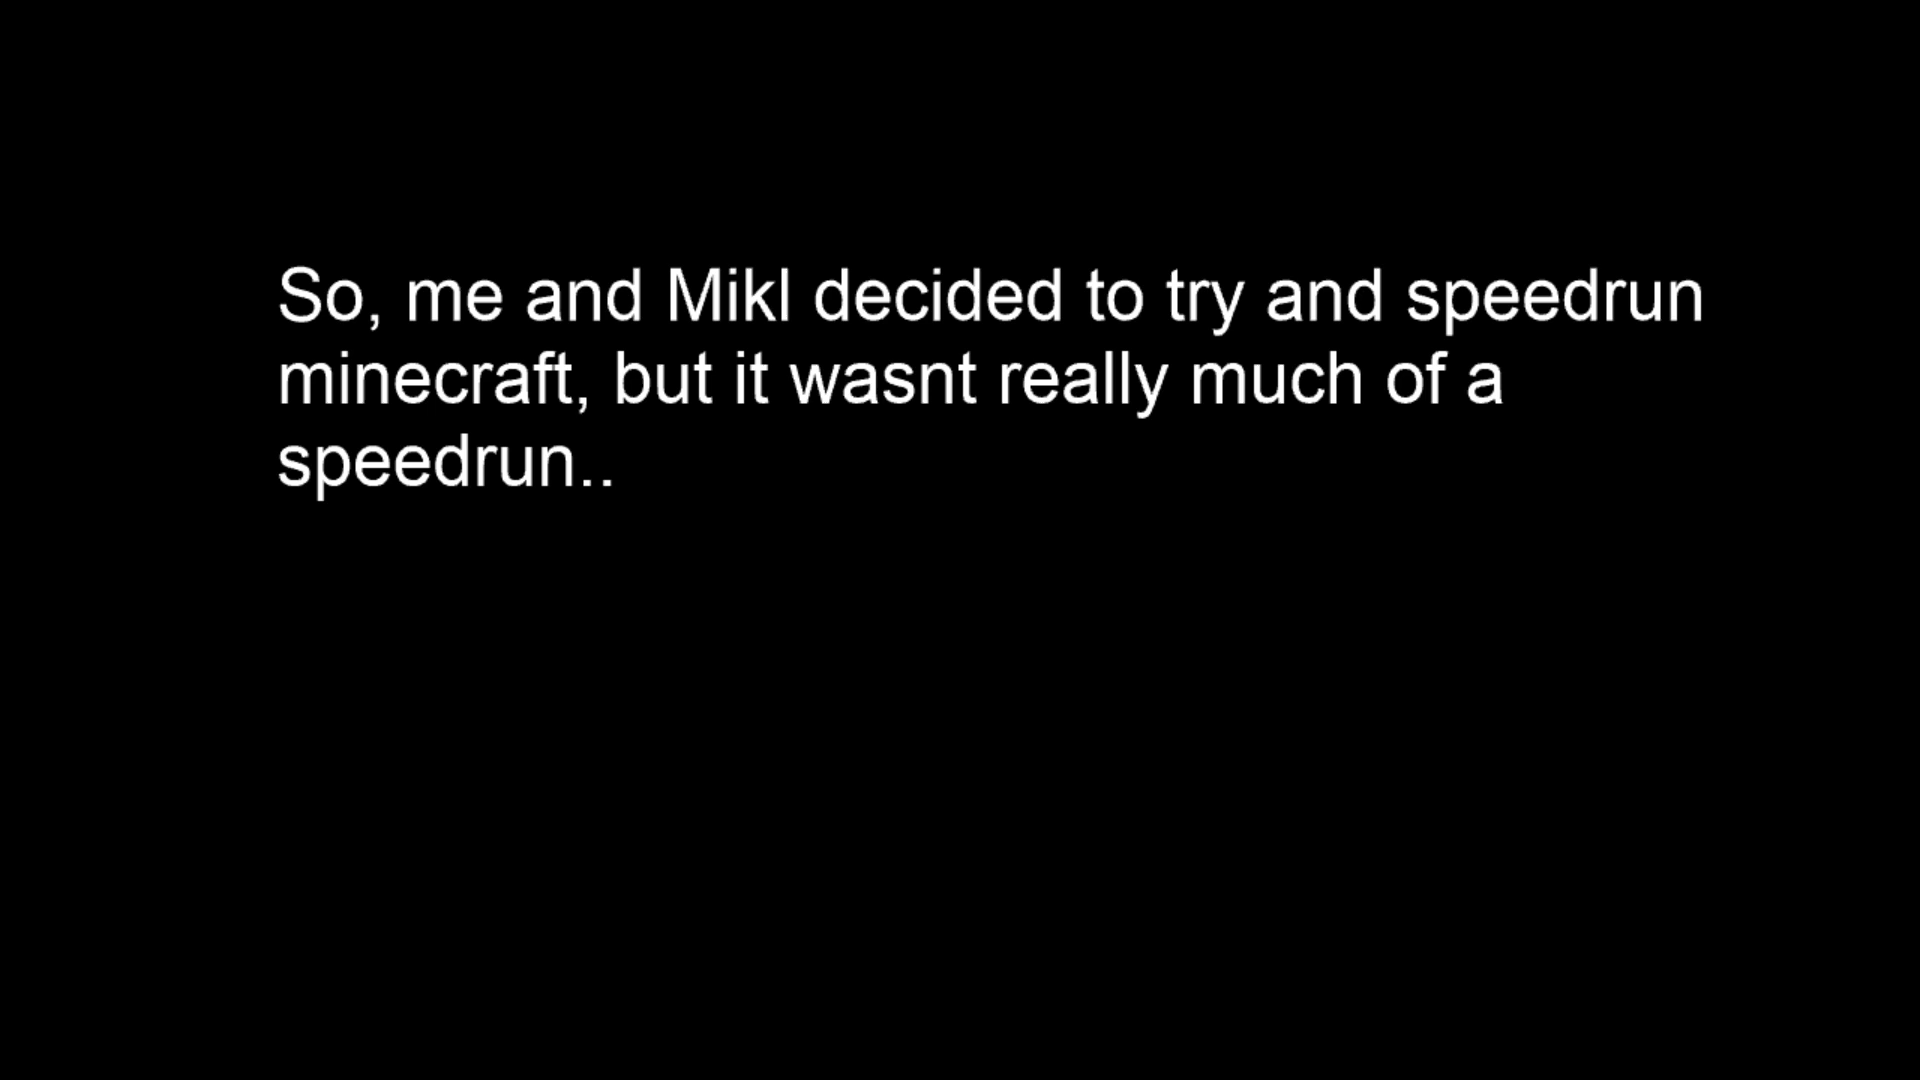 So, me and Mikl decided to try and speedrun
minecraft, but it wasnt really much of a
speedrun..